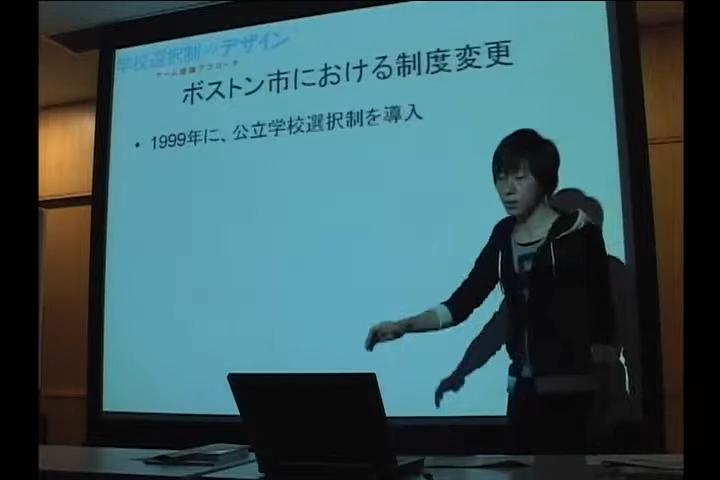 学校選択制のデザイン
ゲーム理論アプローチ
ボストン市における制度変更
• 1999年に、公立学校選択制を導入